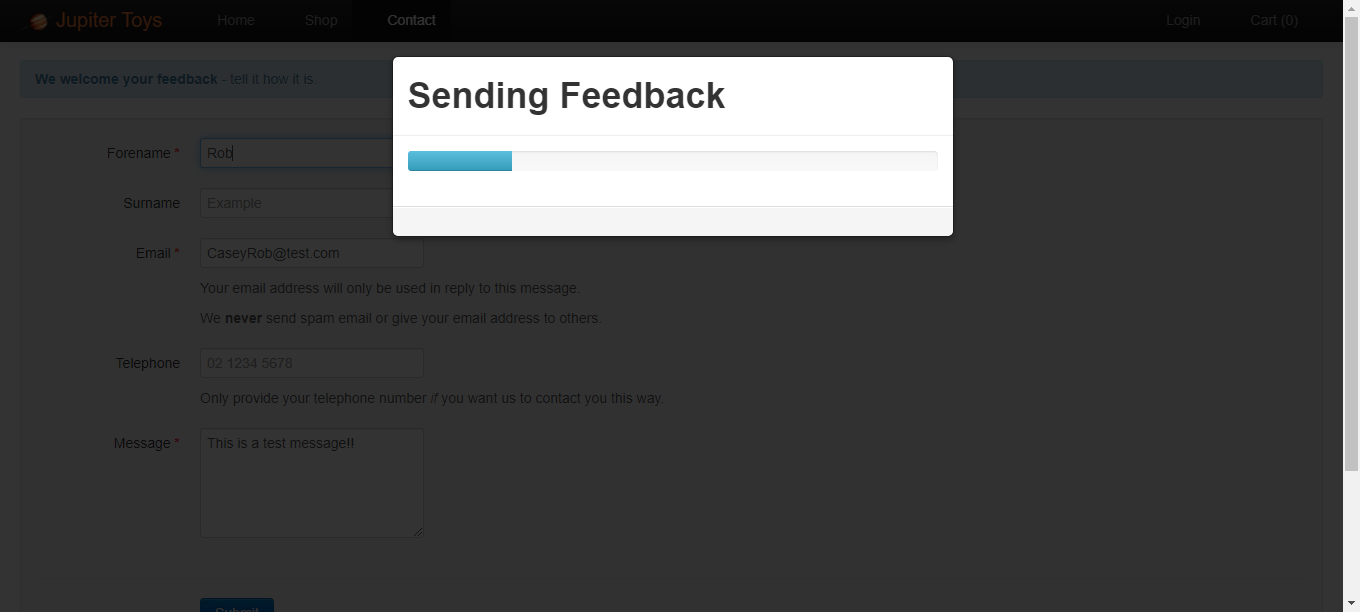 Jupiter Toys Home Shop Contact Login Cart (0)
We welcome your feedback - tell it how it is.
Sending Feedback
Forename * Rob
Surname Example
Email * CaseyRob@test.com
Your email address will only be used in reply to this message.
We never send spam email or give your email address to others.
Telephone 02 1234 5678
Only provide your telephone number if you want us to contact you this way.
Message * This is a test message!!
Submit